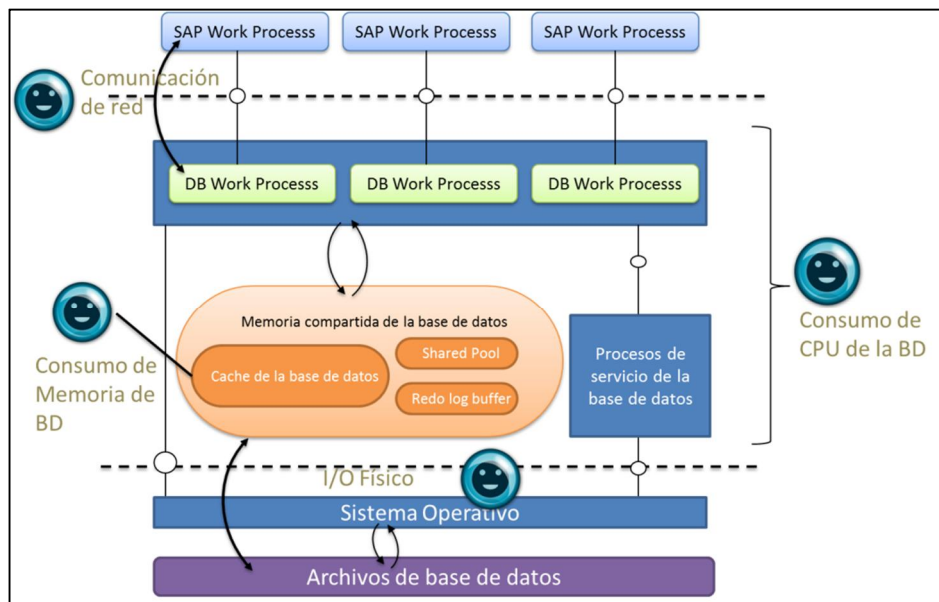 SAP Work Processs
SAP Work Processs
SAP Work Processs
Comunicación
de red
DB Work Processs
DB Work Processs
DB Work Processs
Memoria compartida de la base de datos
Cache de la base de datos
Shared Pool
Redo log buffer
Procesos de
servicio de la
base de datos
Consumo de
CPU de la BD
Consumo de
Memoria de
BD
I/O Físico
Sistema Operativo
Archivos de base de datos